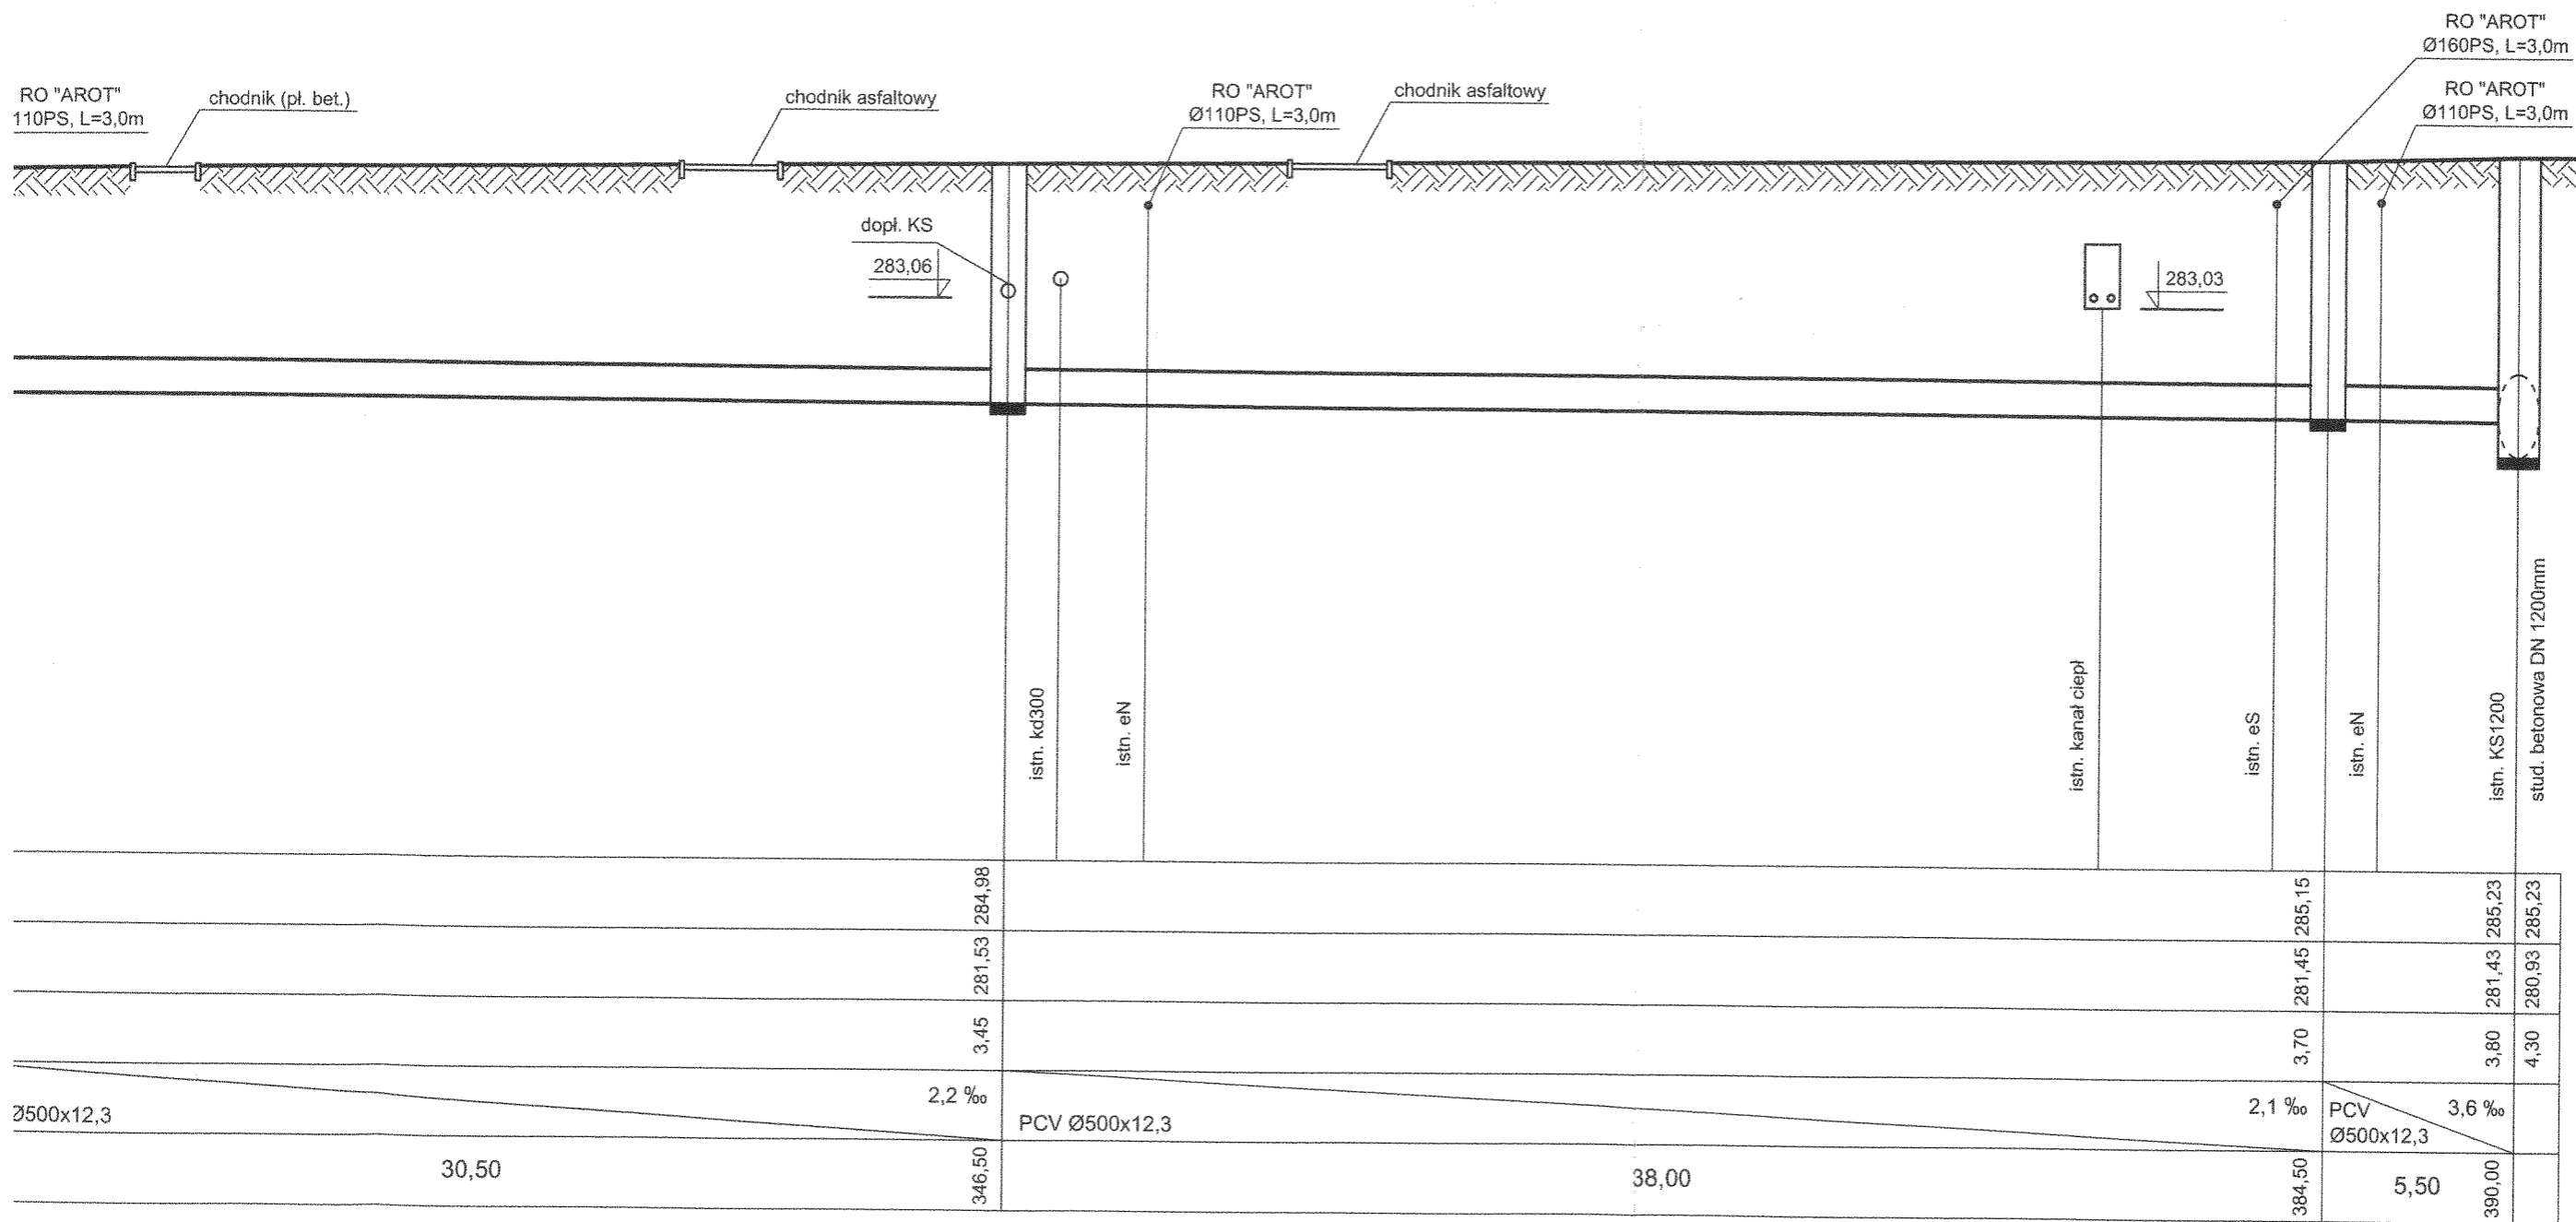 RO "AROT"
Ø160PS, L=3,0m
RO "AROT"
110PS, L=3,0m
chodnik (pł. bet.)
chodnik asfaltowy
RO "AROT"
Ø110PS, L=3,0m
chodnik asfaltowy
RO "AROT"
Ø110PS, L=3,0m
dopł. KS
283,06
283,03
istn. kd300
istn. eN
istn. kanał ciepł
istn. eS
istn. eN
istn. KS1200
stud. betonowa DN 1200mm
284,98
285,15
285,23
285,23
281,53
281,45
281,43
280,93
3,45
3,70
3,80
4,30
Ø500x12,3
2,2 ‰
PCV Ø500x12,3
2,1 ‰
PCV
Ø500x12,3
3,6 ‰
30,50
346,50
38,00
384,50
5,50
390,00